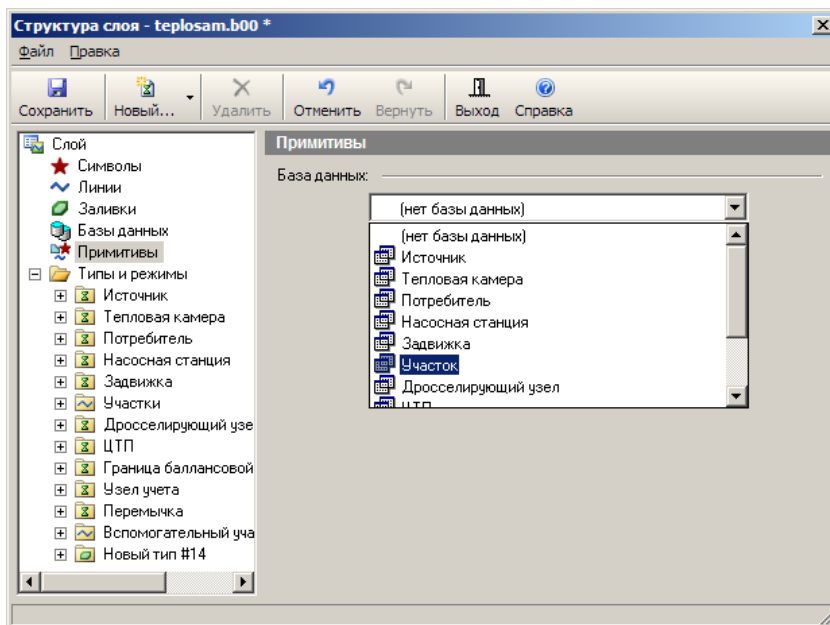 Структура слоя - teplosam.b00 *
Файл Правка
Сохранить Новый... Удалить Отменить Вернуть Выход Справка
Слой
Символы
Линии
Заливки
Базы данных
Примитивы
Типы и режимы
Источник
Тепловая камера
Потребитель
Насосная станция
Задвижка
Участки
Дросселирующий узе
ЦТП
Граница баллансовой
Узел учета
Перемычка
Вспомогательный уча
Новый тип #14
Примитивы
База данных:
(нет базы данных)
(нет базы данных)
Источник
Тепловая камера
Потребитель
Насосная станция
Задвижка
Участок
Дросселирующий узел
ЦТП